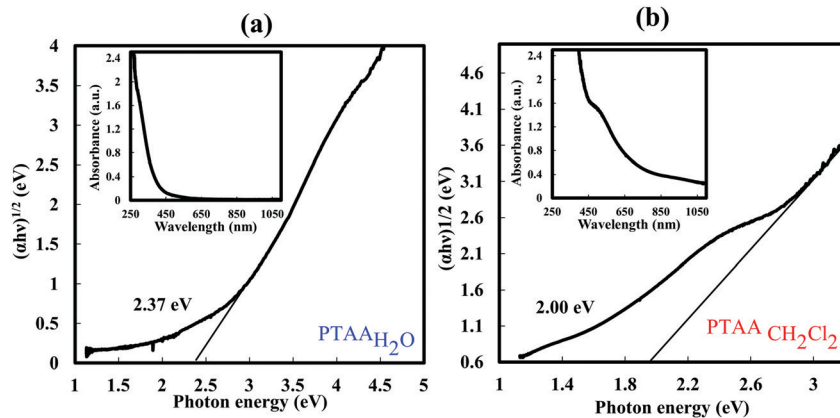 (a)
4
3.5
3
2.5
2
1.5
1
0.5
0
(αhν)^1/2 (eV)
2.4
2
1.6
1.2
0.8
0.4
0
Absorbance (a.u.)
250 450 650 850 1050
Wavelength (nm)
2.37 eV
PTAA H2O
1 1.5 2 2.5 3 3.5 4 4.5 5
Photon energy (eV)
(b)
4.6
4.1
3.6
3.1
2.6
2.1
1.6
1.1
0.6
(αhν)1/2 (eV)
2.4
2
1.6
1.2
0.8
0.4
0
Absorbance (a.u.)
250 450 650 850 1050
Wavelength (nm)
2.00 eV
PTAA CH2Cl2
1 1.4 1.8 2.2 2.6 3
Photon energy (eV)